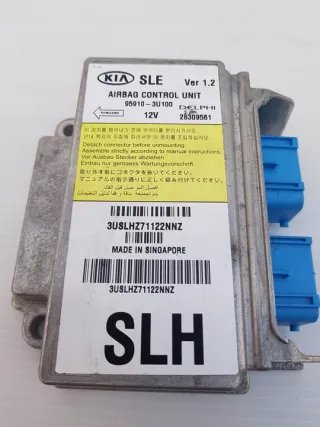 KIA SLE Ver 1.2
AIRBAG CONTROL UNIT
95910-3U100 DELPHI
FORWARD 12V 28309561
Detach connector before unmounting.
Assemble strictly according to manual instructions.
Vor Ausbau Stecker abziehen.
Einbau nur gemaess Wartungsvorschrift.
取り外す前にコネクタをはずしてください。
マニュアルの指示通りに正しく組み付けてください。
3USLHZ71122NNZ
MADE IN SINGAPORE
3USLHZ71122NNZ
SLH